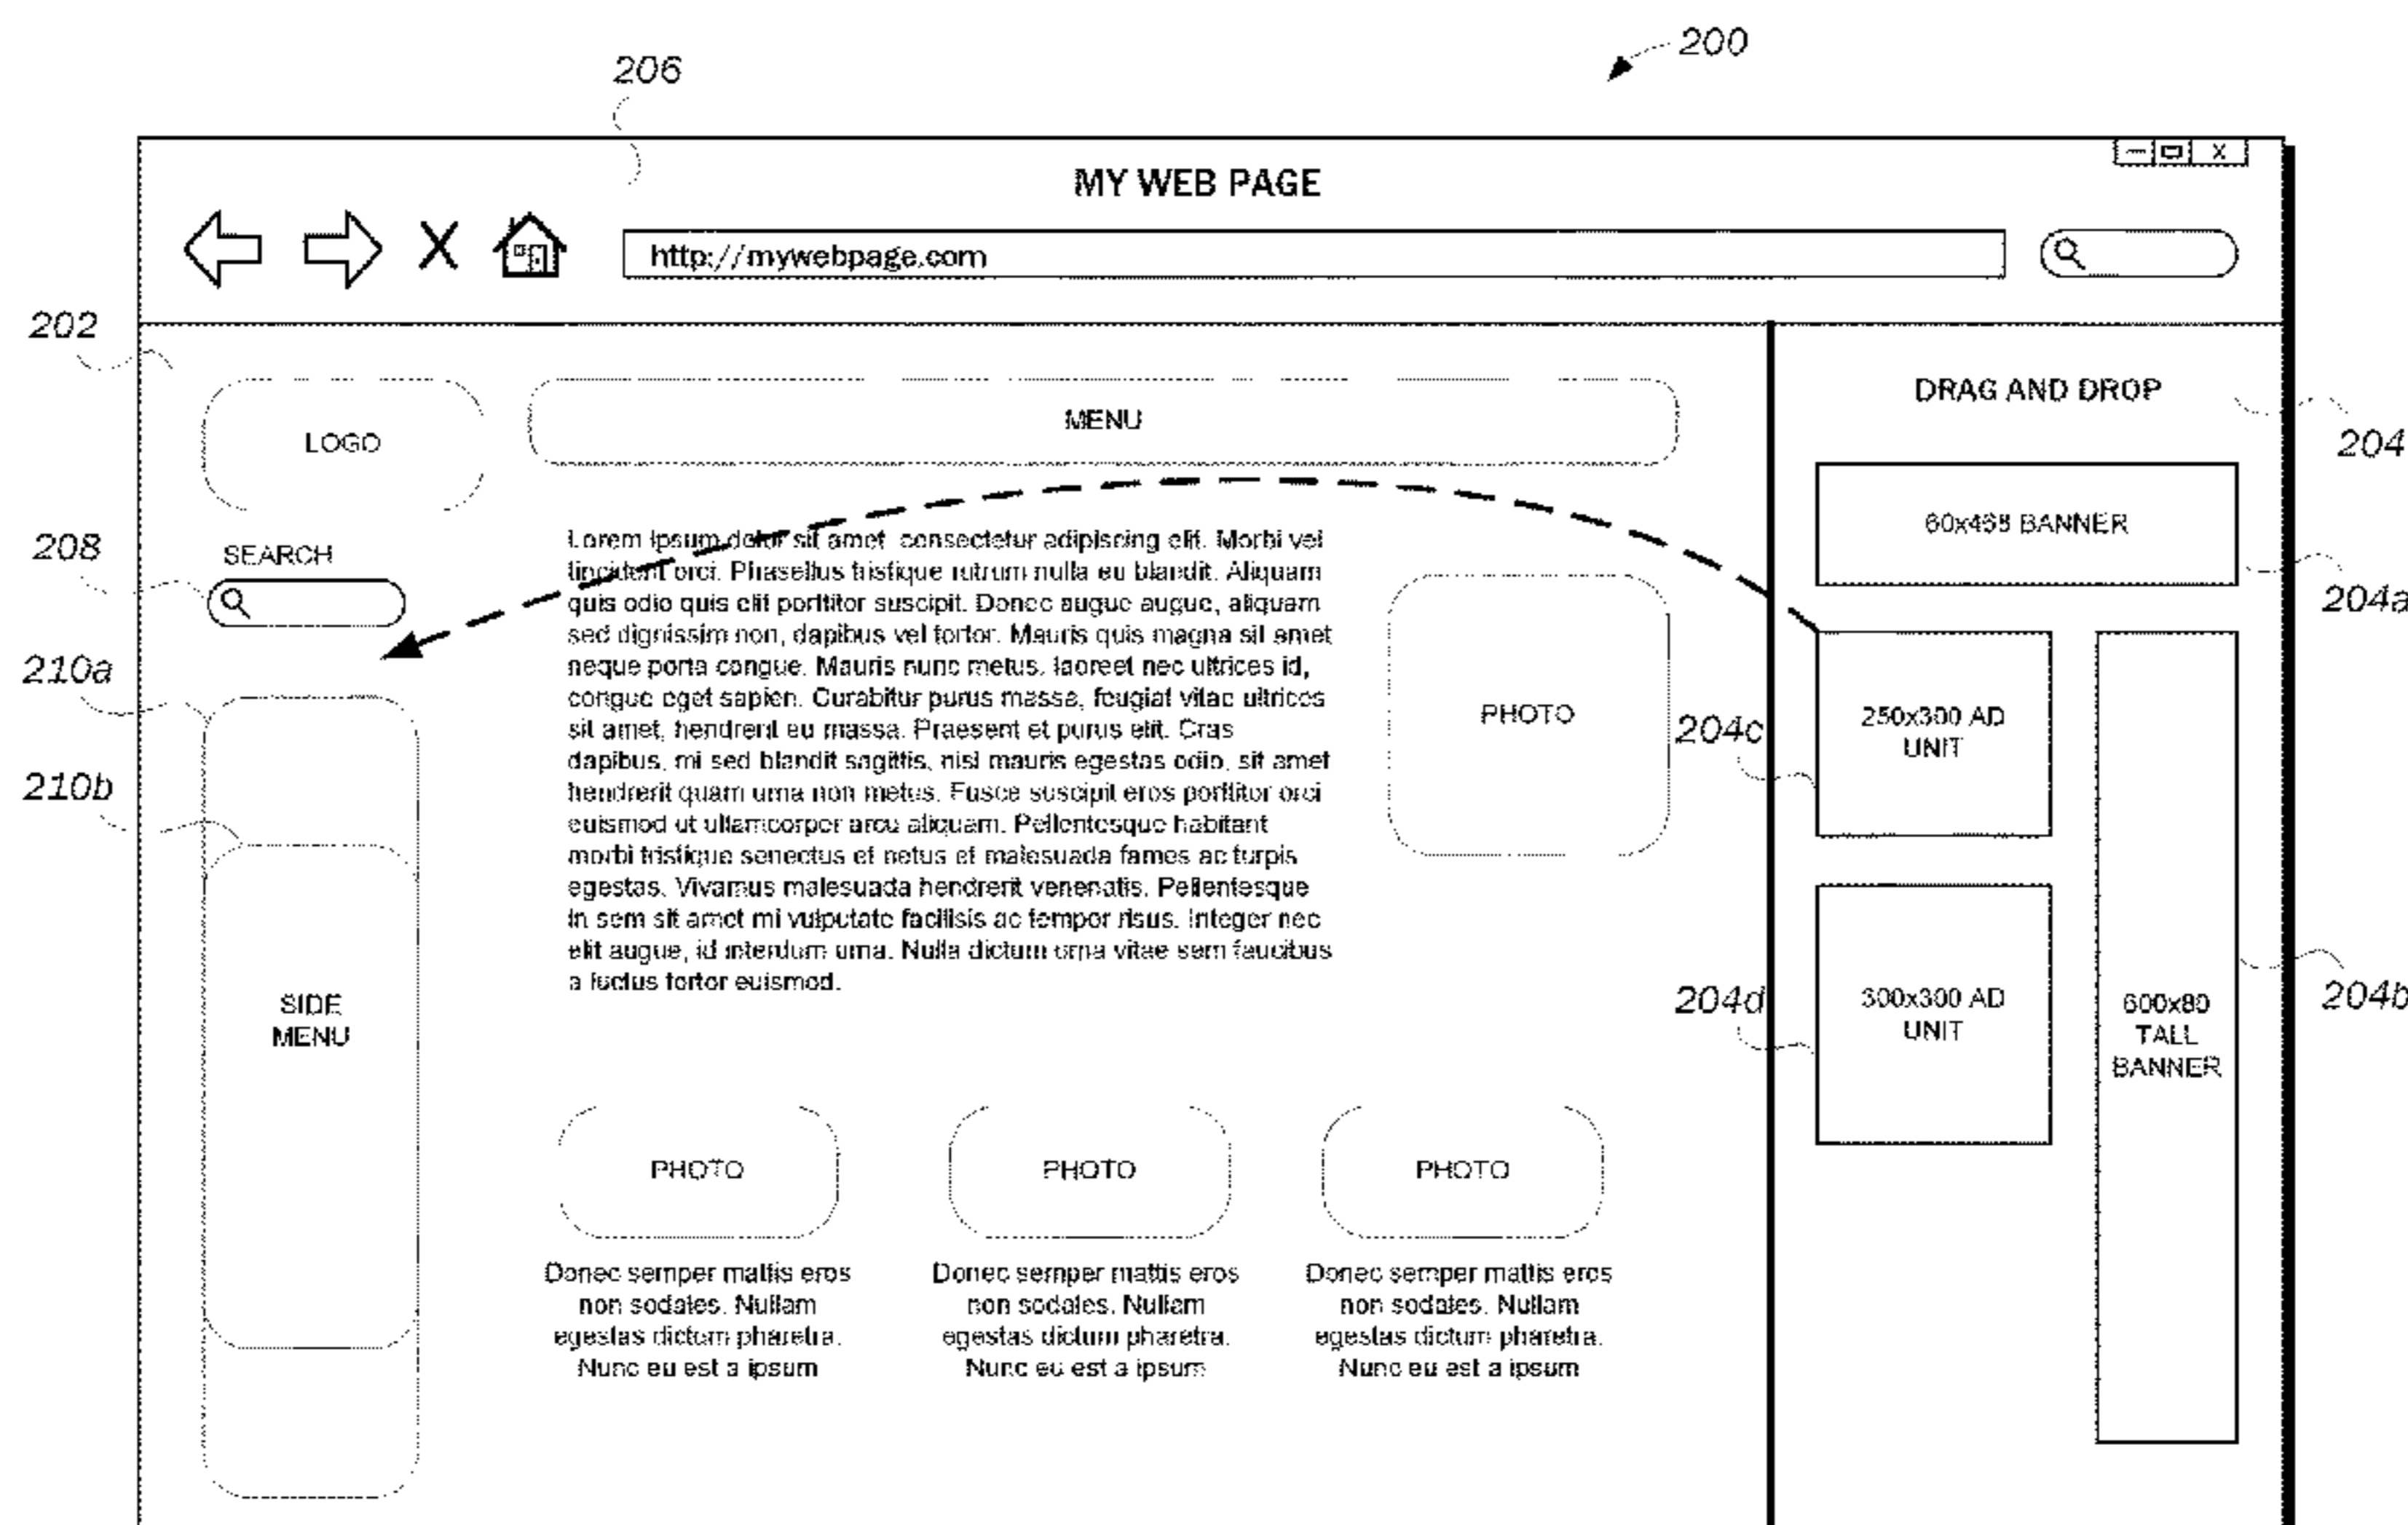 200
206
MY WEB PAGE
http://mywebpage.com
202
LOGO
MENU
DRAG AND DROP
204
60x468 BANNER
204a
208
SEARCH
210a
210b
SIDE
MENU
Lorem ipsum dolor sit amet, consectetur adipiscing elit. Morbi vel
tincidunt orci. Phasellus tristique rutrum nulla eu blandit. Aliquam
quis odio quis elit porttitor suscipit. Donec augue augue, aliquam
sed dignissim non, dapibus vel tortor. Mauris quis magna sit amet
neque porta congue. Mauris nunc metus, laoreet nec ultrices id,
congue eget sapien. Curabitur purus massa, feugiat vitae ultrices
sit amet, hendrerit eu massa. Praesent et purus elit. Cras
dapibus, mi sed blandit sagittis, nisl mauris egestas odio, sit amet
hendrerit quam urna non metus. Fusce suscipit eros porttitor orci
euismod ut ullamcorper arcu aliquam. Pellentesque habitant
morbi tristique senectus et netus et malesuada fames ac turpis
egestas. Vivamus malesuada hendrerit venenatis. Pellentesque
in sem sit amet mi vulputate facilisis ac tempor risus. Integer nec
elit augue, id interdum urna. Nulla dictum urna vitae sem faucibus
a luctus tortor euismod.
PHOTO
204c
250x300 AD
UNIT
204d
300x300 AD
UNIT
600x80
TALL
BANNER
204b
PHOTO
Donec semper mattis eros
non sodales. Nullam
egestas dictum pharetra.
Nunc eu est a ipsum
PHOTO
Donec semper mattis eros
non sodales. Nullam
egestas dictum pharetra.
Nunc eu est a ipsum
PHOTO
Donec semper mattis eros
non sodales. Nullam
egestas dictum pharetra.
Nunc eu est a ipsum